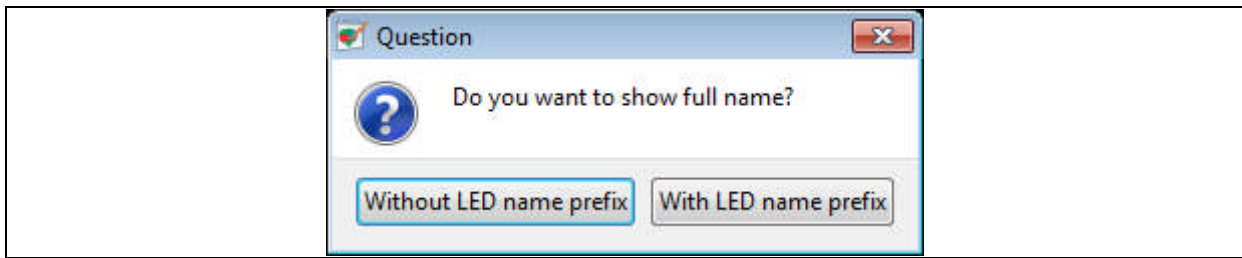 Question
Do you want to show full name?
Without LED name prefix With LED name prefix